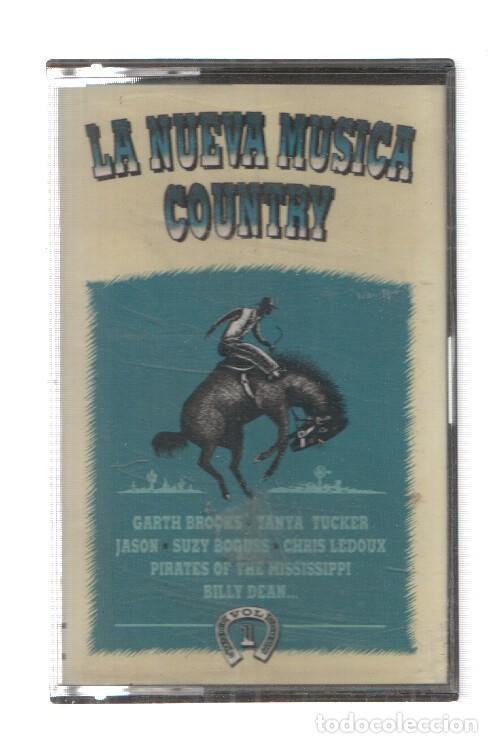 LA NUEVA MUSICA
COUNTRY
GARTH BROOKS · TANYA TUCKER
JASON · SUZY BOGUSS · CHRIS LEDOUX
PIRATES OF THE MISSISSIPPI
BILLY DEAN...
VOL
1
todocoleccion